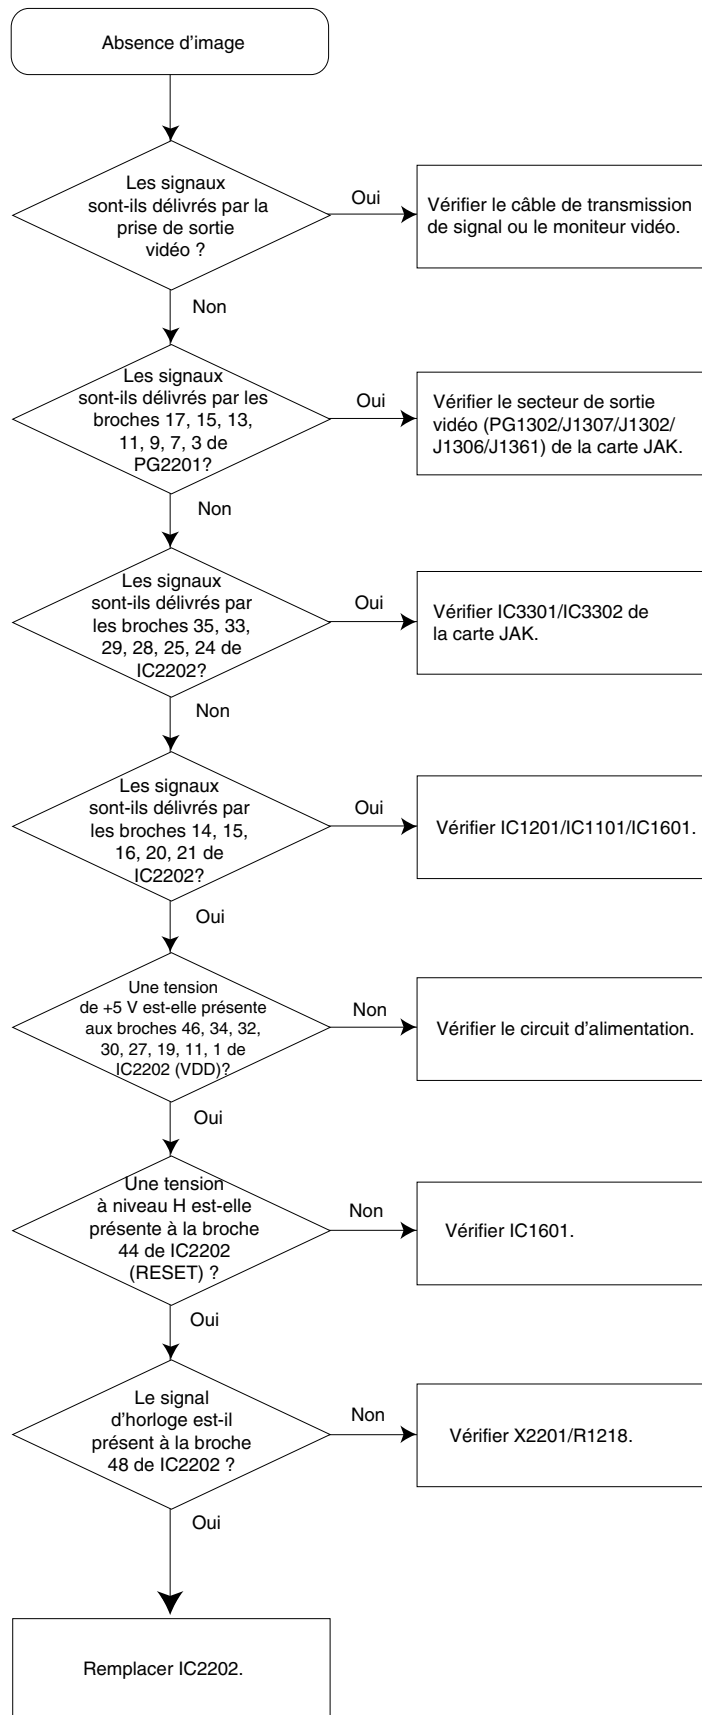 Absence d'image
Les signaux
sont-ils délivrés par la
prise de sortie
vidéo ?
Oui
Vérifier le câble de transmission
de signal ou le moniteur vidéo.
Non
Les signaux
sont-ils délivrés par les
broches 17, 15, 13,
11, 9, 7, 3 de
PG2201?
Oui
Vérifier le secteur de sortie
vidéo (PG1302/J1307/J1302/
J1306/J1361) de la carte JAK.
Non
Les signaux
sont-ils délivrés par
les broches 35, 33,
29, 28, 25, 24 de
IC2202?
Oui
Vérifier IC3301/IC3302 de
la carte JAK.
Non
Les signaux
sont-ils délivrés par
les broches 14, 15,
16, 20, 21 de
IC2202?
Oui
Vérifier IC1201/IC1101/IC1601.
Oui
Une tension
de +5 V est-elle présente
aux broches 46, 34, 32,
30, 27, 19, 11, 1 de
IC2202 (VDD)?
Non
Vérifier le circuit d'alimentation.
Oui
Une tension
à niveau H est-elle
présente à la broche
44 de IC2202
(RESET) ?
Non
Vérifier IC1601.
Oui
Le signal
d'horloge est-il
présent à la broche
48 de IC2202 ?
Non
Vérifier X2201/R1218.
Oui
Remplacer IC2202.